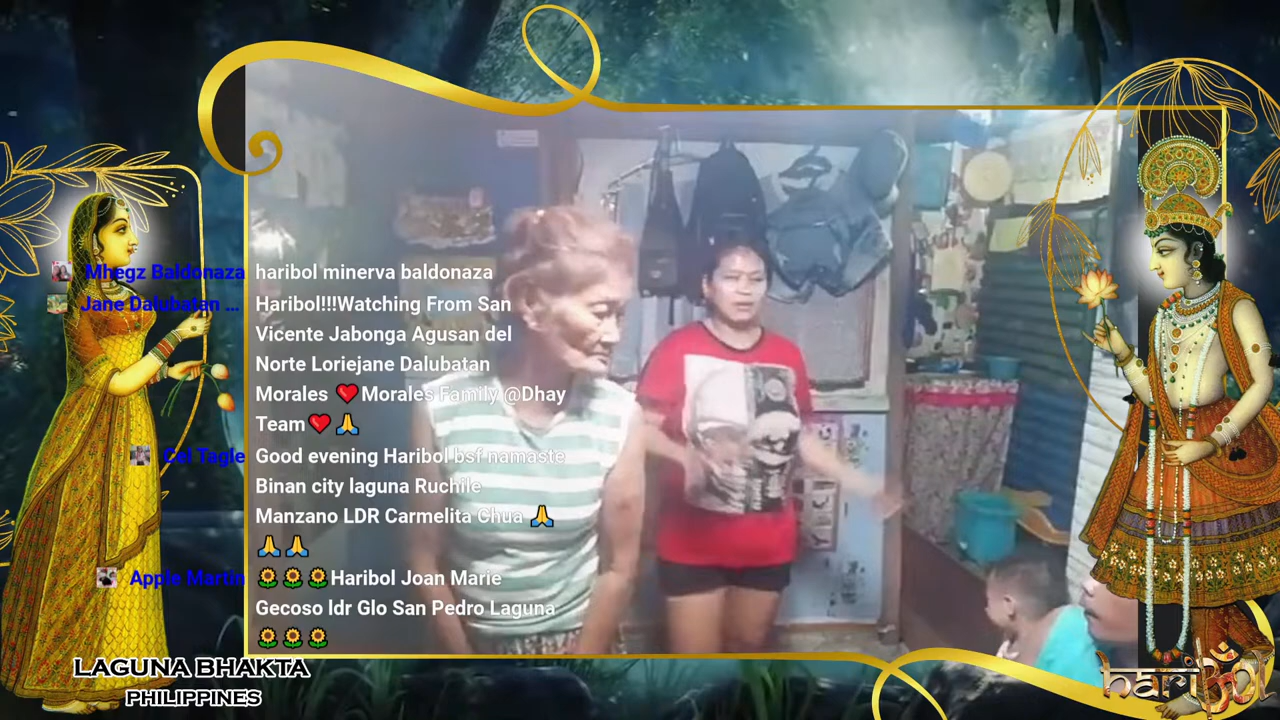 Mhegz Baldonaza haribol minerva baldonaza
Jane Dalubatan ... Haribol!!!Watching From San
Vicente Jabonga Agusan del
Norte Loriejane Dalubatan
Morales ❤️Morales Family @Dhay
Team❤️🙏
Cel Tagle Good evening Haribol bsf namaste
Binan city laguna Ruchile
Manzano LDR Carmelita Chua 🙏
🙏🙏
Apple Martin 🌻🌻🌻Haribol Joan Marie
Gecoso ldr Glo San Pedro Laguna
🌻🌻🌻
LAGUNA BHAKTA
PHILIPPINES
hariBOL